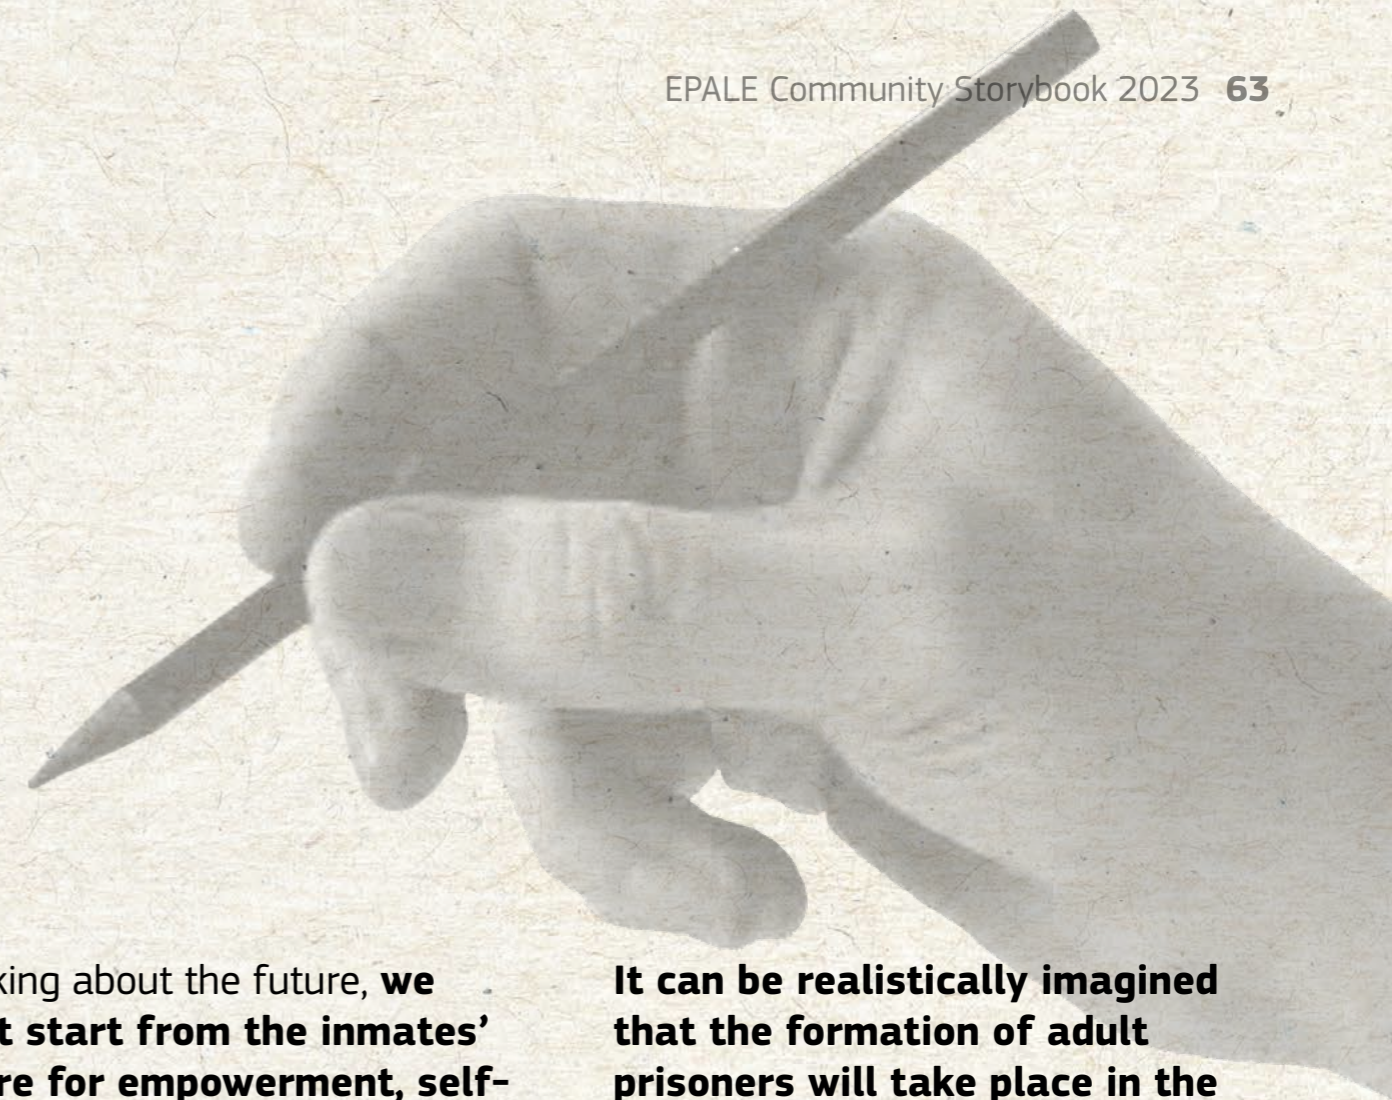 EPALE Community Storybook 2023 63
about the future, we
start from the inmates’
for empowerment, self-
It can be realistically imagined
that the formation of adult
prisoners will take place in the